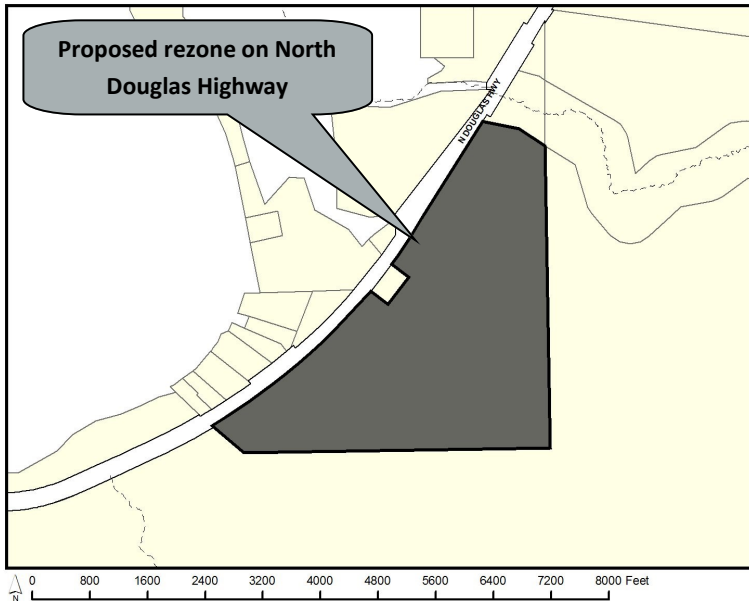 Proposed rezone on North
Douglas Highway
N DOUGLAS HWY
N
0 800 1600 2400 3200 4000 4800 5600 6400 7200 8000 Feet